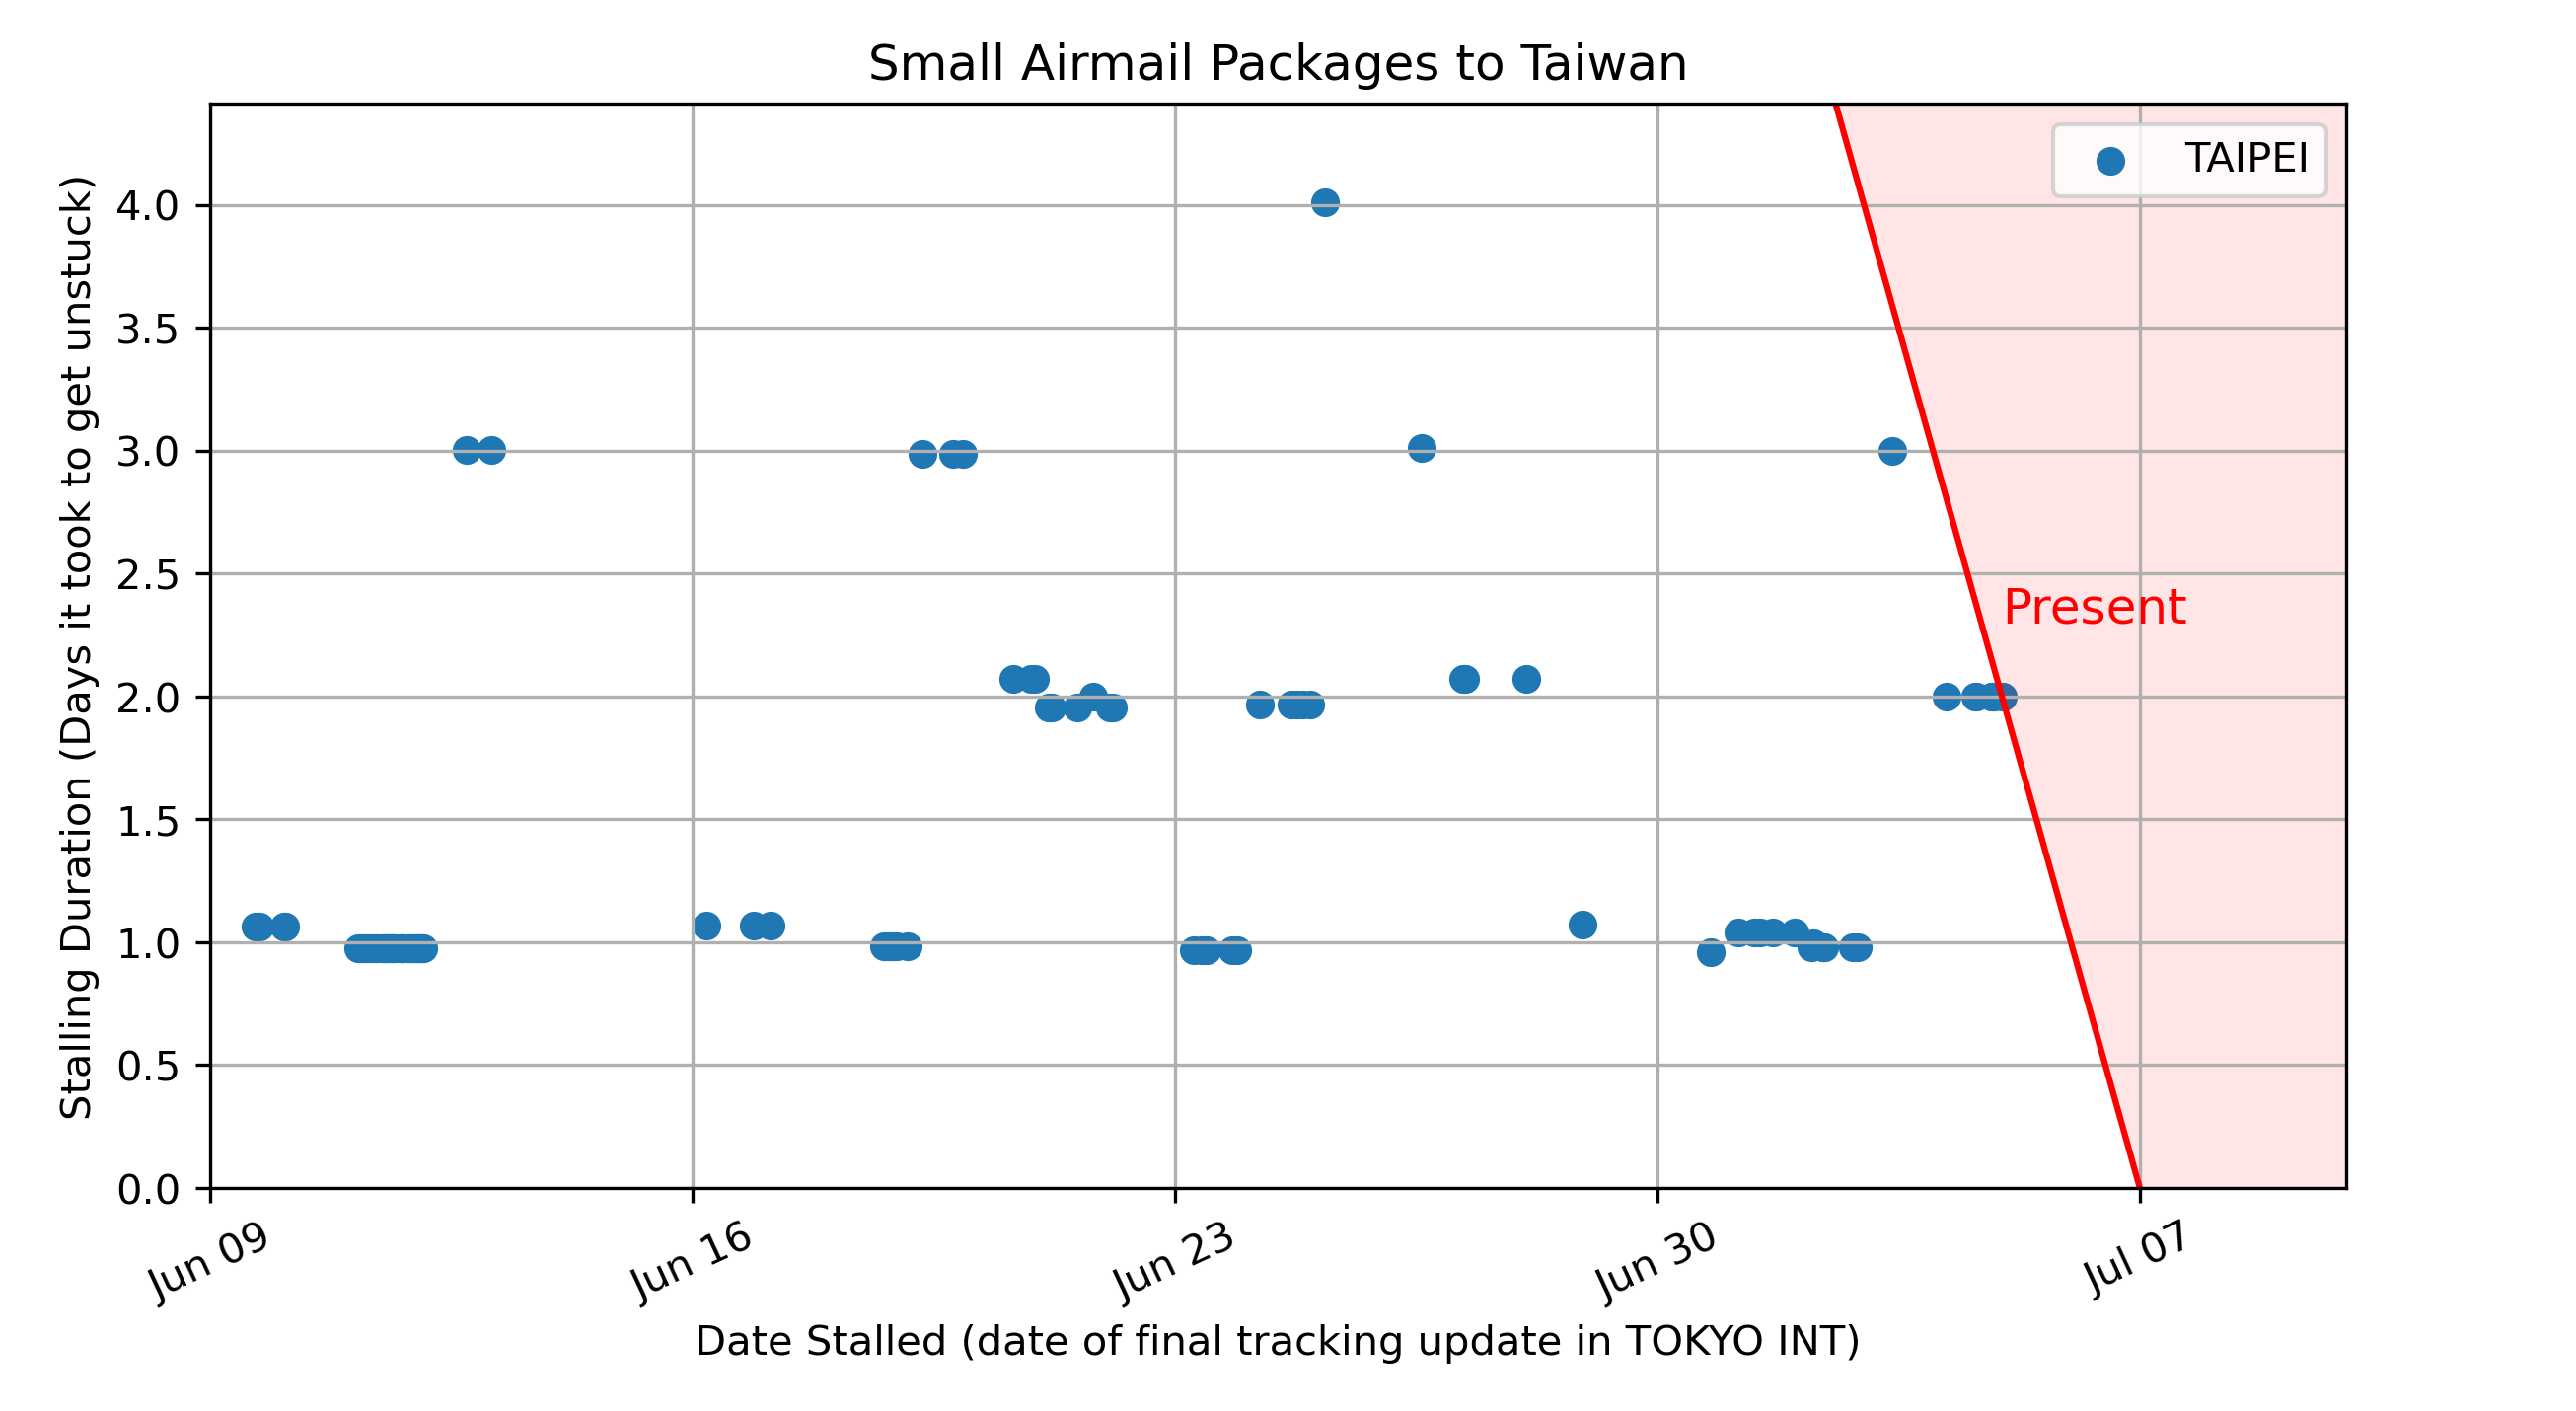 Small Airmail Packages to Taiwan
TAIPEI
Present
Stalling Duration (Days it took to get unstuck)
4.0
3.5
3.0
2.5
2.0
1.5
1.0
0.5
0.0
Jun 09
Jun 16
Jun 23
Jun 30
Jul 07
Date Stalled (date of final tracking update in TOKYO INT)